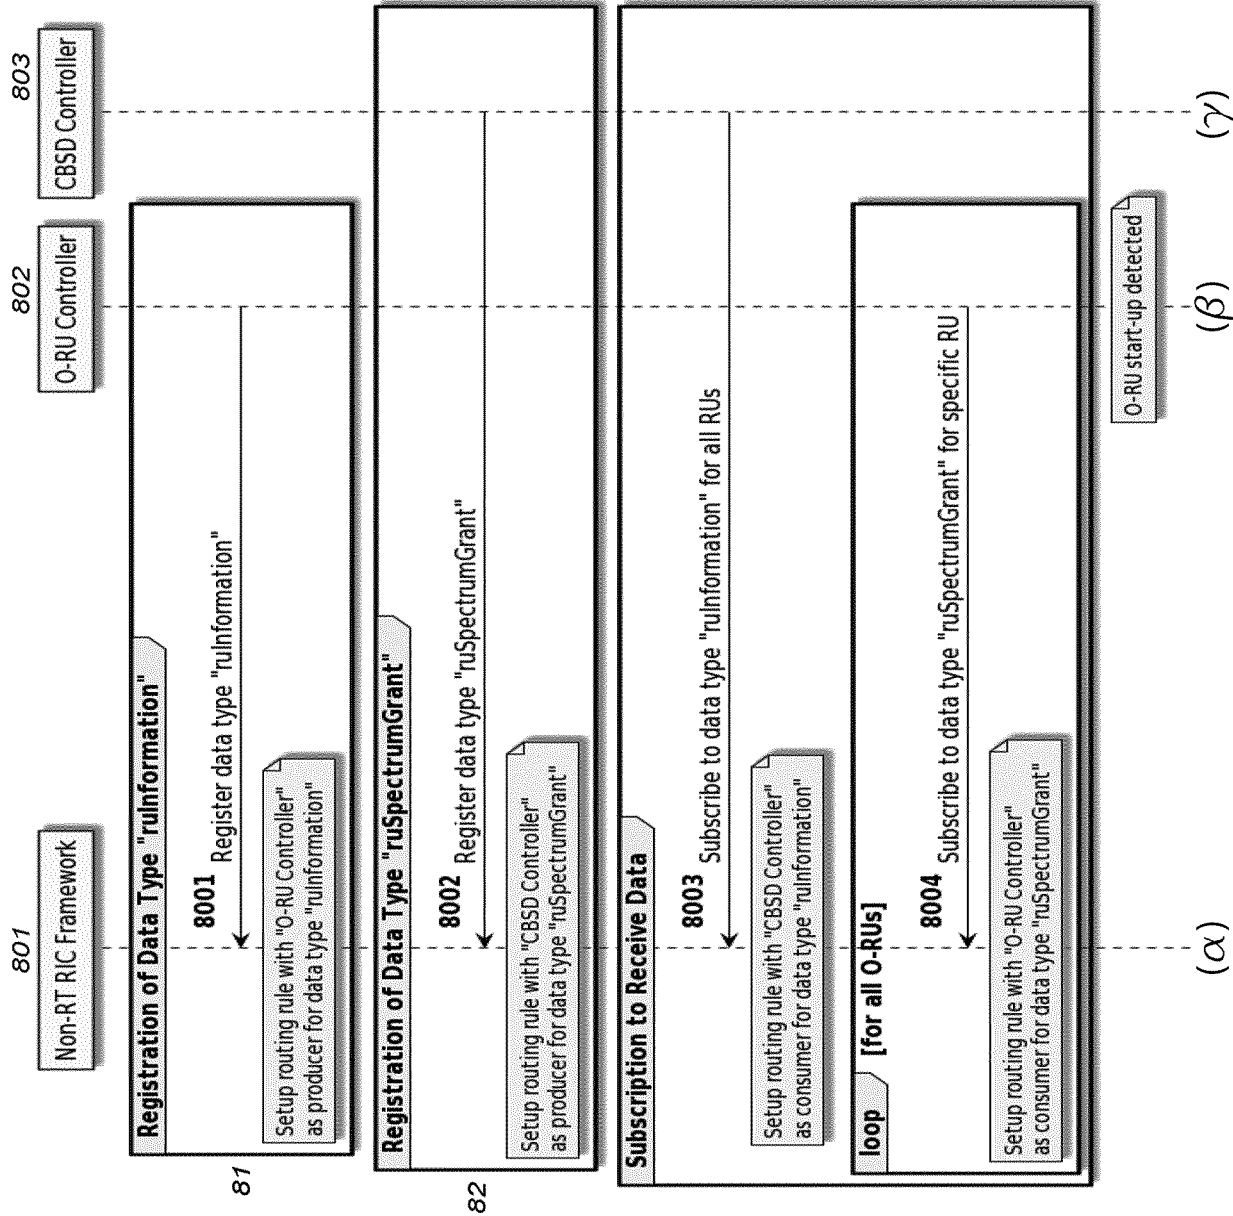 801
802
803
Non-RT RIC Framework
O-RU Controller
CBSD Controller
Registration of Data Type "ruInformation"
8001
Register data type "ruInformation"
Setup routing rule with "O-RU Controller"
as producer for data type "ruInformation"
81
Registration of Data Type "ruSpectrumGrant"
8002
Register data type "ruSpectrumGrant"
Setup routing rule with "CBSD Controller"
as producer for data type "ruSpectrumGrant"
82
Subscription to Receive Data
8003
Subscribe to data type "ruInformation" for all RUs
Setup routing rule with "CBSD Controller"
as consumer for data type "ruInformation"
loop
[for all O-RUs]
8004
Subscribe to data type "ruSpectrumGrant" for specific RU
Setup routing rule with "O-RU Controller"
as consumer for data type "ruSpectrumGrant"
O-RU start-up detected
(α)
(β)
(γ)